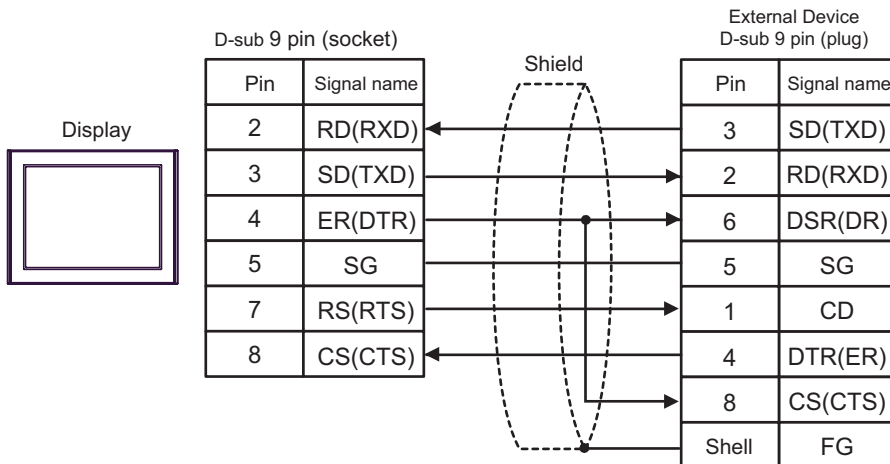 External Device
D-sub 9 pin (socket)
D-sub 9 pin (plug)
Shield
Pin Signal name
Pin Signal name
Display
2 RD(RXD) 3 SD(TXD)
3 SD(TXD) 2 RD(RXD)
4 ER(DTR) 6 DSR(DR)
5 SG 5 SG
7 RS(RTS) 1 CD
8 CS(CTS) 4 DTR(ER)
8 CS(CTS)
Shell FG